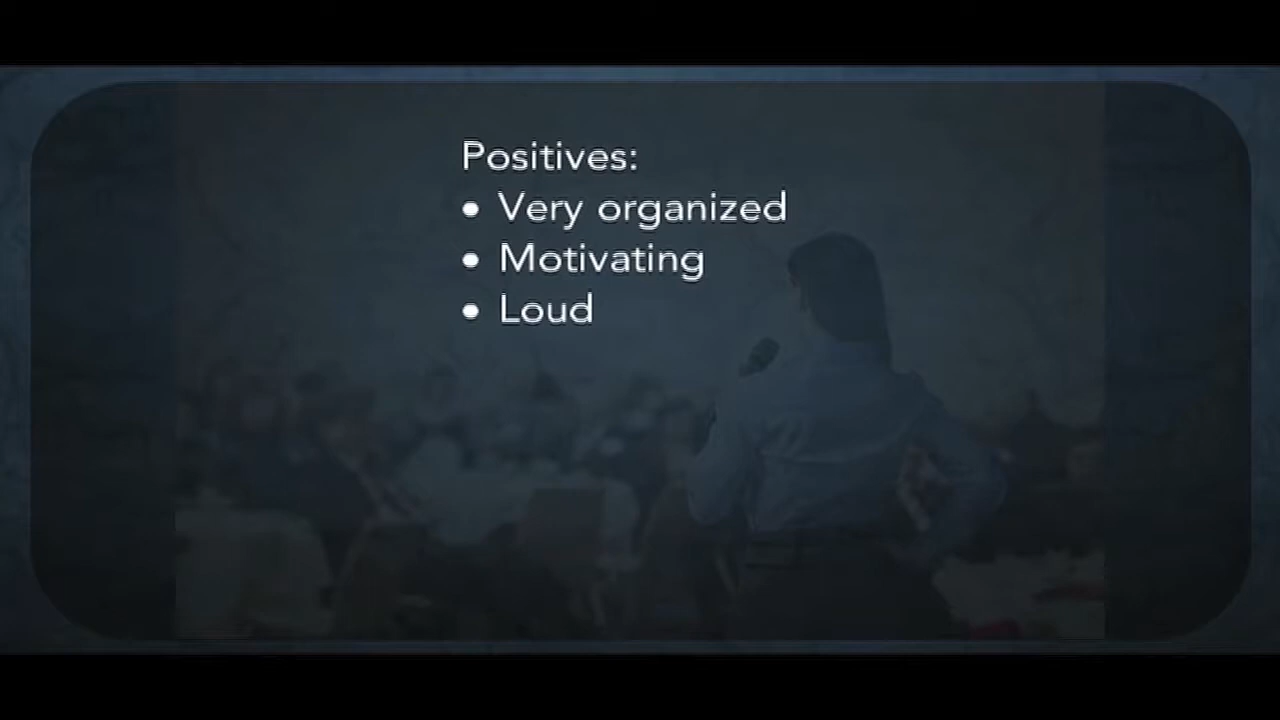 Positives:
• Very organized
• Motivating
• Loud